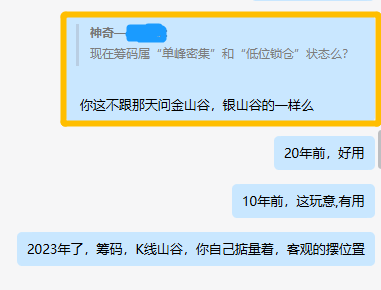 神奇一
现在筹码属“单峰密集”和“低位锁仓”状态么?
你这不跟那天问金山谷，银山谷的一样么
20年前，好用
10年前，这玩意,有用
2023年了，筹码，K线山谷，你自己掂量着，客观的摆位置